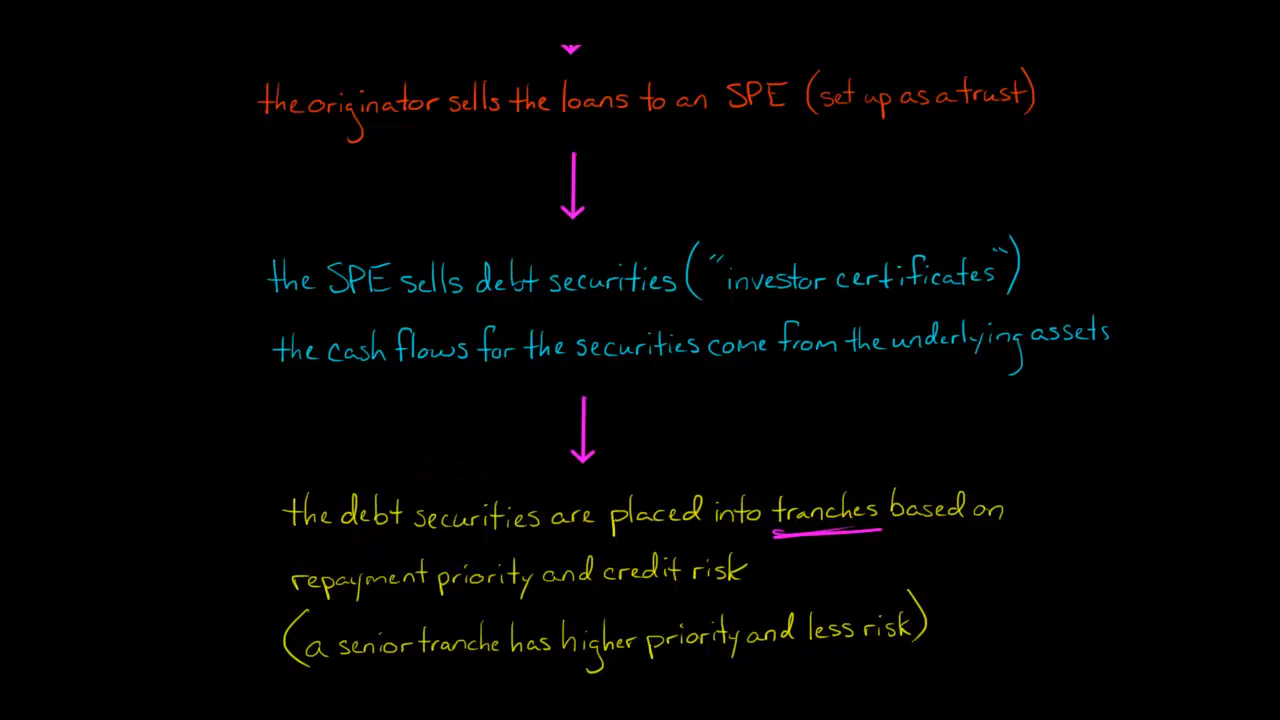 the originator sells the loans to an SPE (set up as a trust)
the SPE sells debt securities ("investor certificates")
the cash flows for the securities come from the underlying assets
the debt securities are placed into tranches based on
repayment priority and credit risk
(a senior tranche has higher priority and less risk)